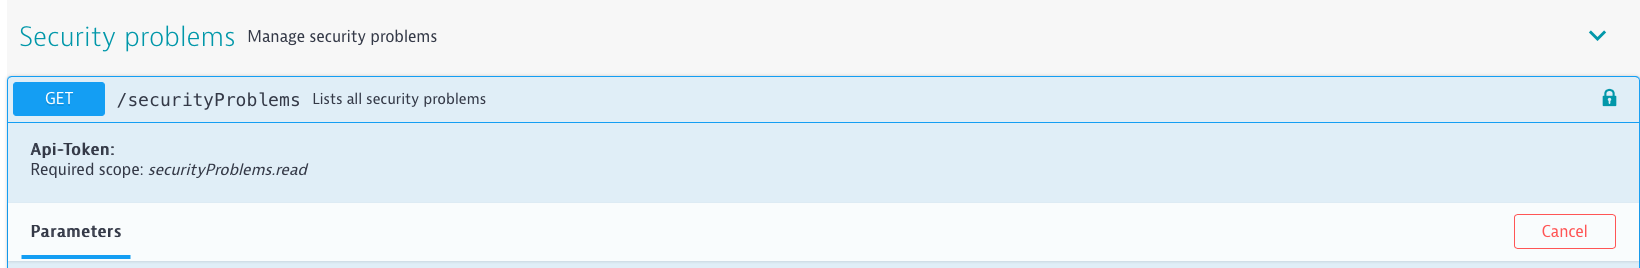 Security problems Manage security problems
GET /securityProblems Lists all security problems
Api-Token:
Required scope: securityProblems.read
Parameters Cancel